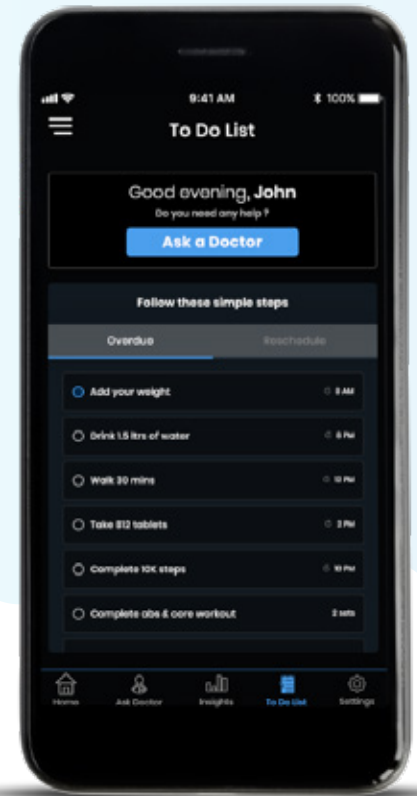 9:41 AM 100%
To Do List
Good evening, John
Do you need any help ?
Ask a Doctor
Follow these simple steps
Overdue Reschedule
Add your weight AM
Drink 1.5 ltrs of water PM
Walk 30 mins PM
Take B12 tablets 2 PM
Complete 10K steps 10 PM
Complete abs & core workout 2 sets
Home Ask Doctor Insights To Do List Settings